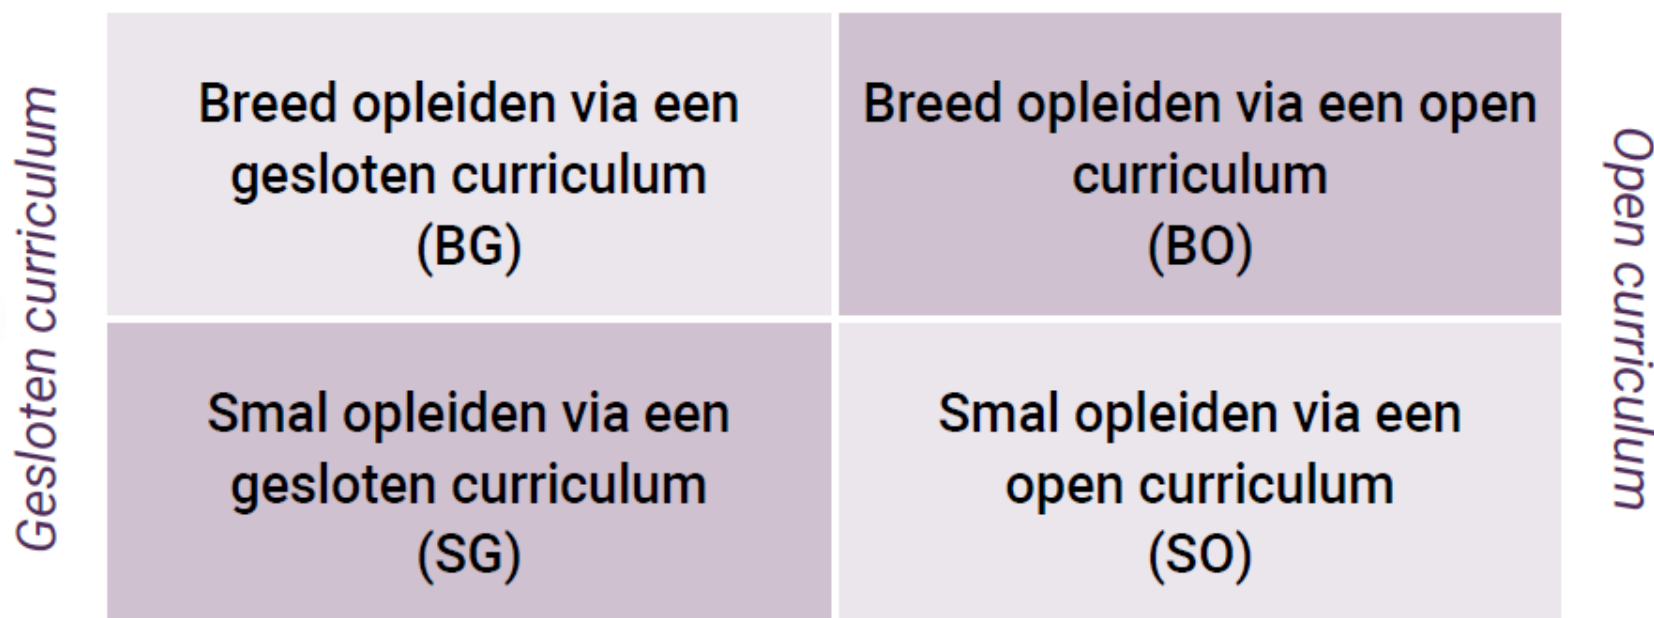 Gesloten curriculum
Breed opleiden via een
gesloten curriculum
(BG)
Breed opleiden via een open
curriculum
(BO)
Smal opleiden via een
gesloten curriculum
(SG)
Smal opleiden via een
open curriculum
(SO)
Open curriculum